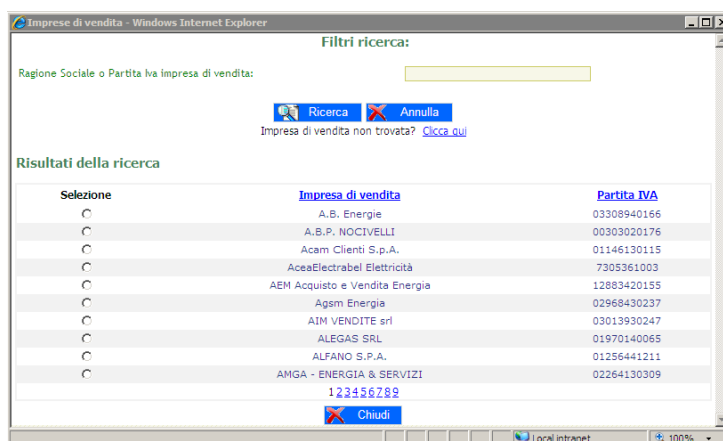 Imprese di vendita - Windows Internet Explorer
Filtri ricerca:
Ragione Sociale o Partita Iva impresa di vendita:
Ricerca Annulla
Impresa di vendita non trovata? Clicca qui
Risultati della ricerca
Selezione Impresa di vendita Partita IVA
A.B. Energie 03308940166
A.B.P. NOCIVELLI 00303020176
Acam Clienti S.p.A. 01146130115
AceaElectrabel Elettricità 7305361003
AEM Acquisto e Vendita Energia 12883420155
Agsm Energia 02968430237
AIM VENDITE srl 03013930247
ALEGAS SRL 01970140065
ALFANO S.P.A. 01256441211
AMGA - ENERGIA & SERVIZI 02264130309
1 2 3 4 5 6 7 8 9
Chiudi
Local intranet 100%